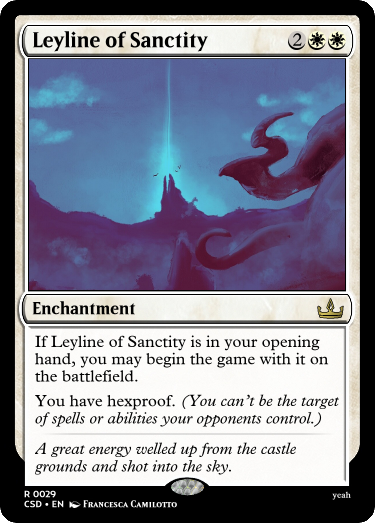 Leyline of Sanctity 2
Enchantment
If Leyline of Sanctity is in your opening
hand, you may begin the game with it on
the battlefield.
You have hexproof. (You can't be the target
of spells or abilities your opponents control.)
A great energy welled up from the castle
grounds and shot into the sky.
R 0029
CSD • EN Francesca Camilotto
yeah